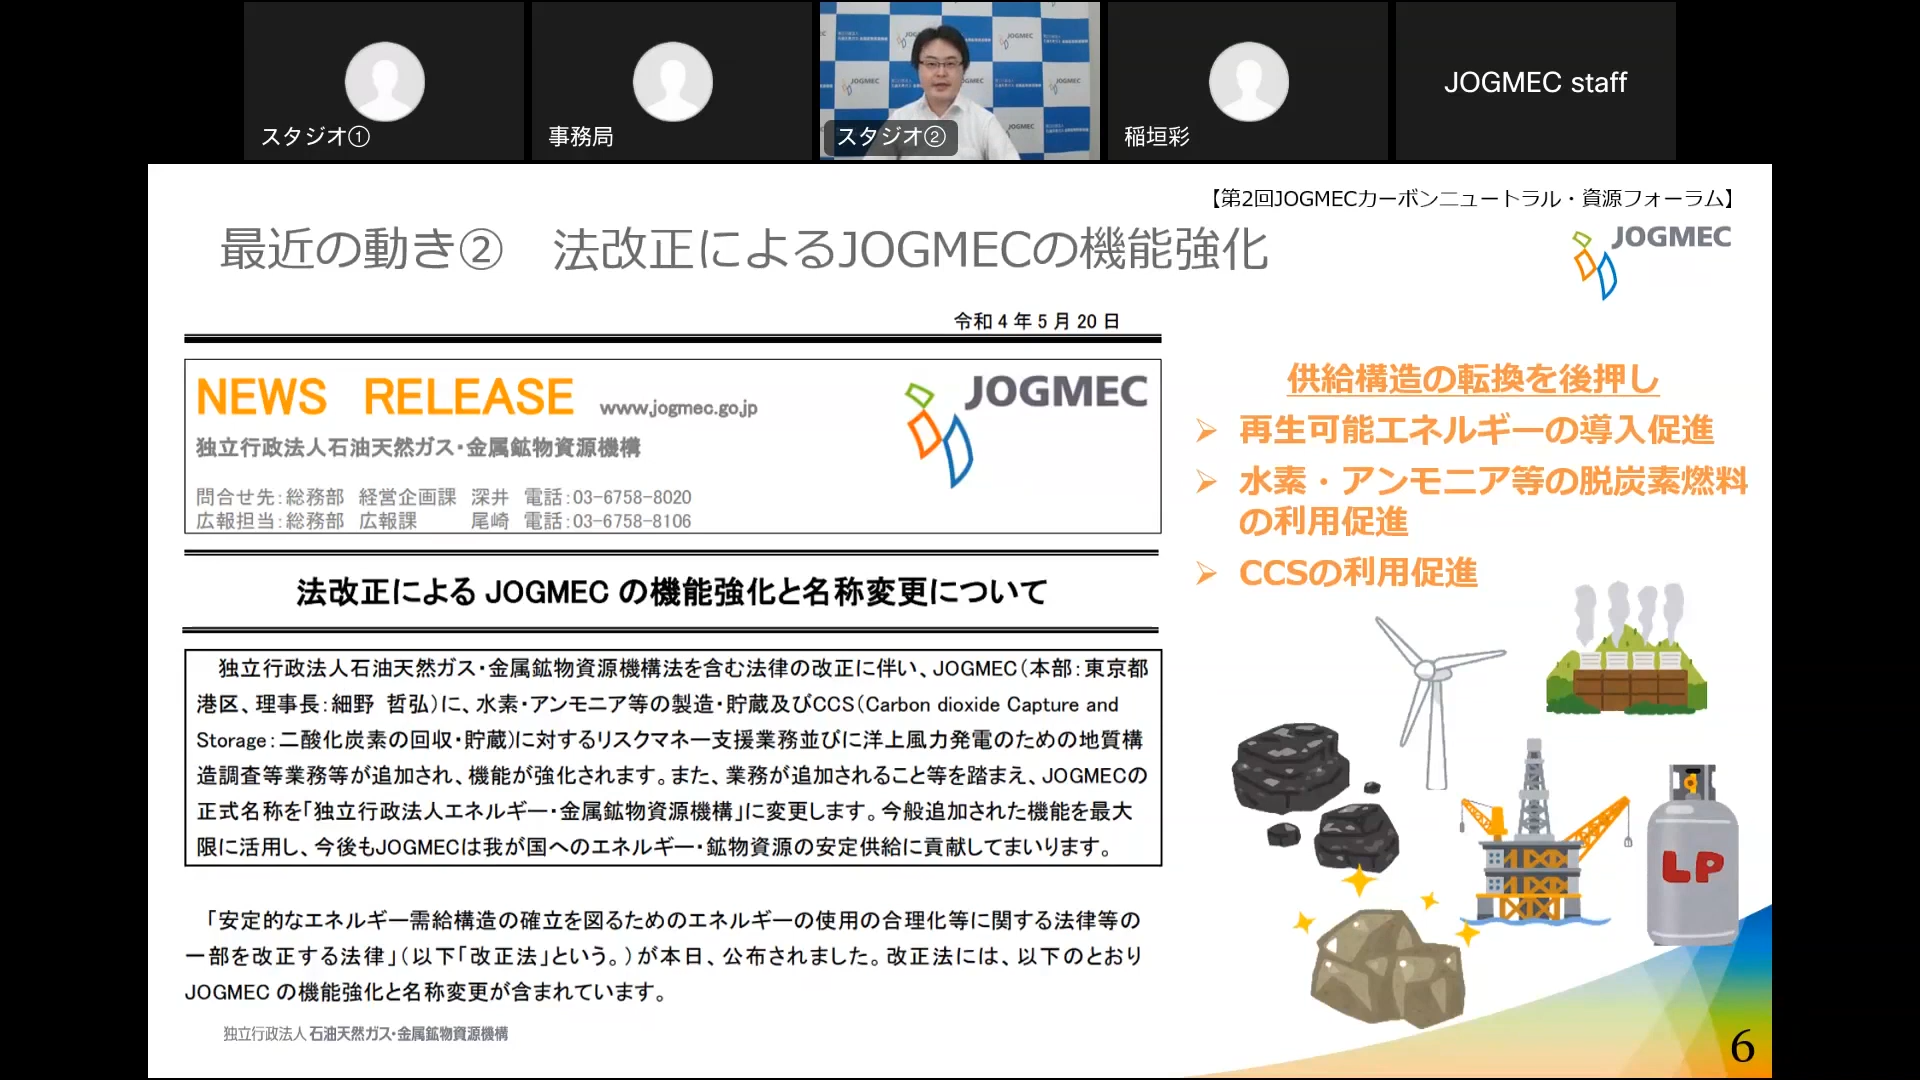 スタジオ①
事務局
スタジオ②
稲垣彩
JOGMEC staff
【第2回JOGMECカーボンニュートラル・資源フォーラム】
最近の動き② 法改正によるJOGMECの機能強化
JOGMEC
令和4年5月20日
NEWS RELEASE www.jogmec.go.jp
JOGMEC
独立行政法人石油天然ガス・金属鉱物資源機構
問合せ先：総務部 経営企画課 深井 電話：03-6758-8020
広報担当：総務部 広報課 尾崎 電話：03-6758-8106
法改正による JOGMEC の機能強化と名称変更について
独立行政法人石油天然ガス・金属鉱物資源機構法を含む法律の改正に伴い、JOGMEC（本部：東京都
港区、理事長：細野 哲弘）に、水素・アンモニア等の製造・貯蔵及びCCS（Carbon dioxide Capture and
Storage：二酸化炭素の回収・貯蔵）に対するリスクマネー支援業務並びに洋上風力発電のための地質構
造調査等業務等が追加され、機能が強化されます。また、業務が追加されること等を踏まえ、JOGMECの
正式名称を「独立行政法人エネルギー・金属鉱物資源機構」に変更します。今般追加された機能を最大
限に活用し、今後もJOGMECは我が国へのエネルギー・鉱物資源の安定供給に貢献してまいります。
「安定的なエネルギー需給構造の確立を図るためのエネルギーの使用の合理化等に関する法律等の
一部を改正する法律」（以下「改正法」という。）が本日、公布されました。改正法には、以下のとおり
JOGMEC の機能強化と名称変更が含まれています。
独立行政法人 石油天然ガス・金属鉱物資源機構
供給構造の転換を後押し
➢ 再生可能エネルギーの導入促進
➢ 水素・アンモニア等の脱炭素燃料
の利用促進
➢ CCSの利用促進
LP
6